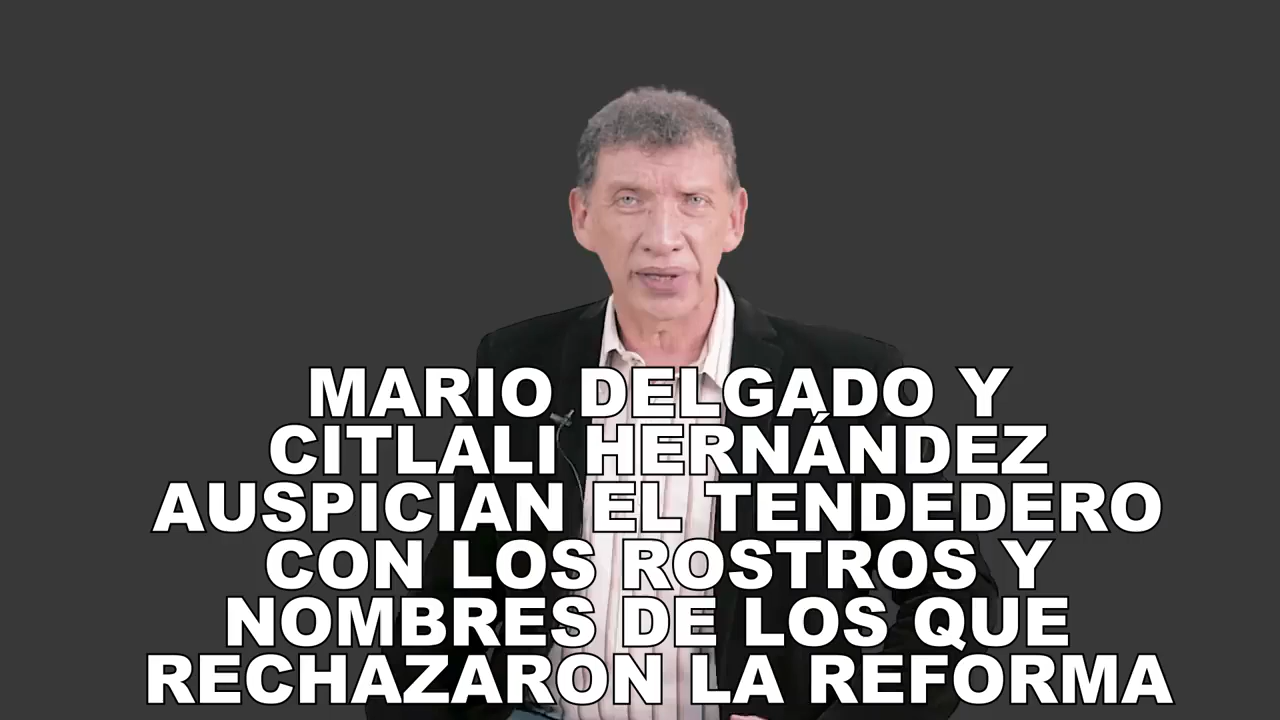 MARIO DELGADO Y
CITLALI HERNÁNDEZ
AUSPICIAN EL TENDEDERO
CON LOS ROSTROS Y
NOMBRES DE LOS QUE
RECHAZARON LA REFORMA